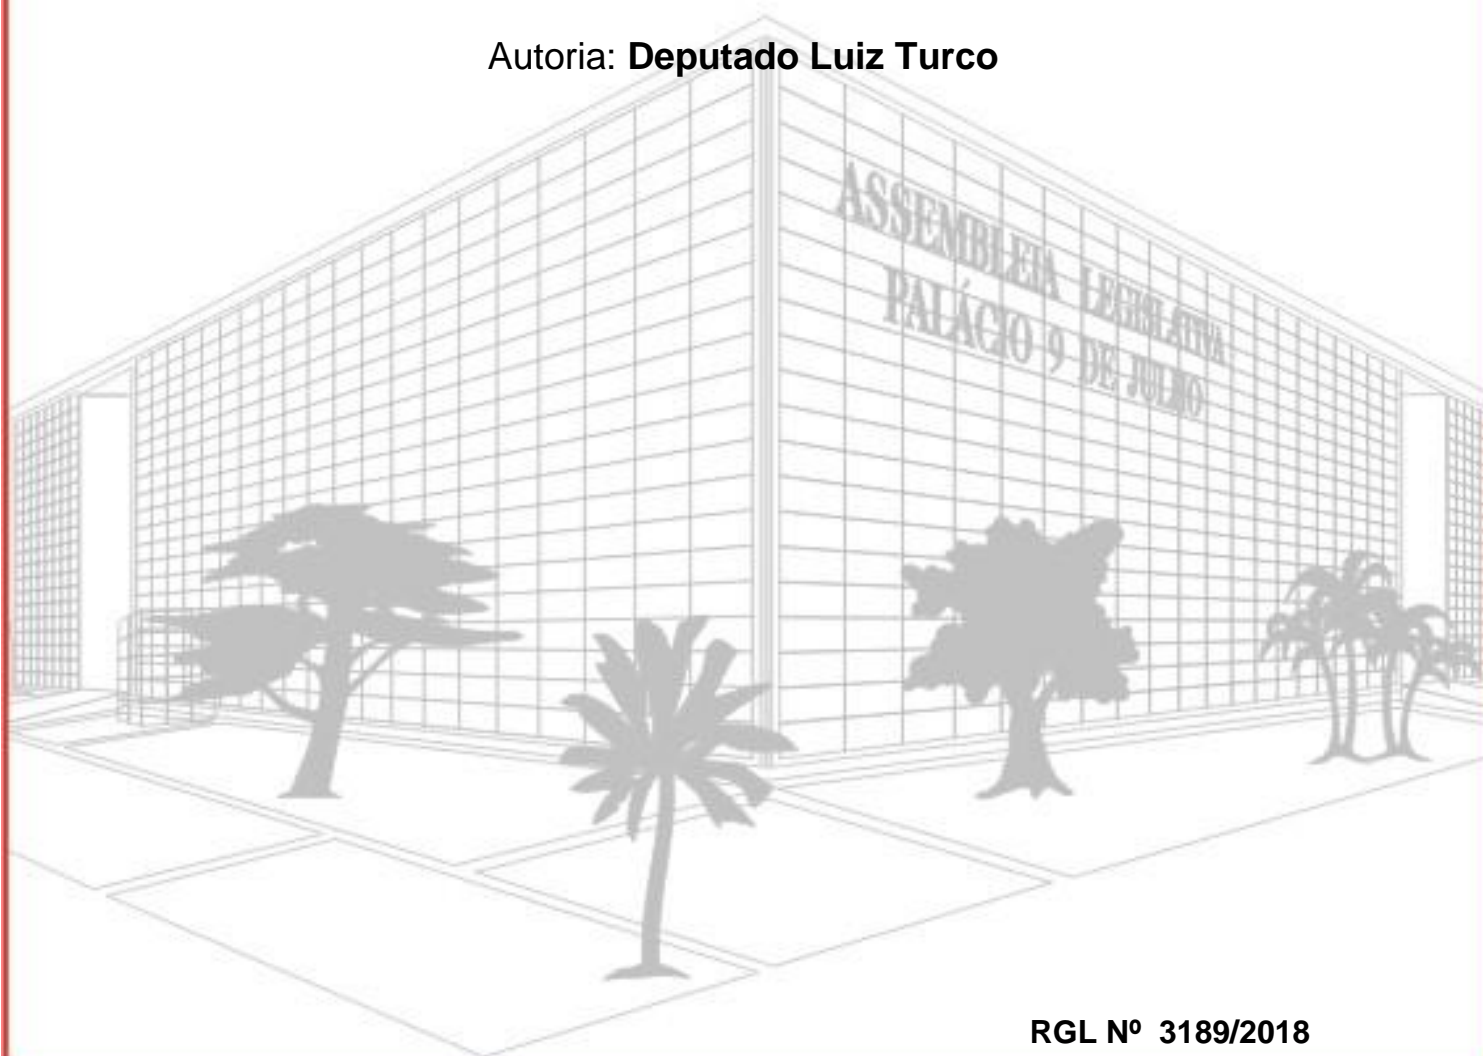 Autoria: Deputado Luiz Turco
ASSEMBLEIA LEGISLATIVA
PALÁCIO 9 DE JULHO
RGL Nº 3189/2018